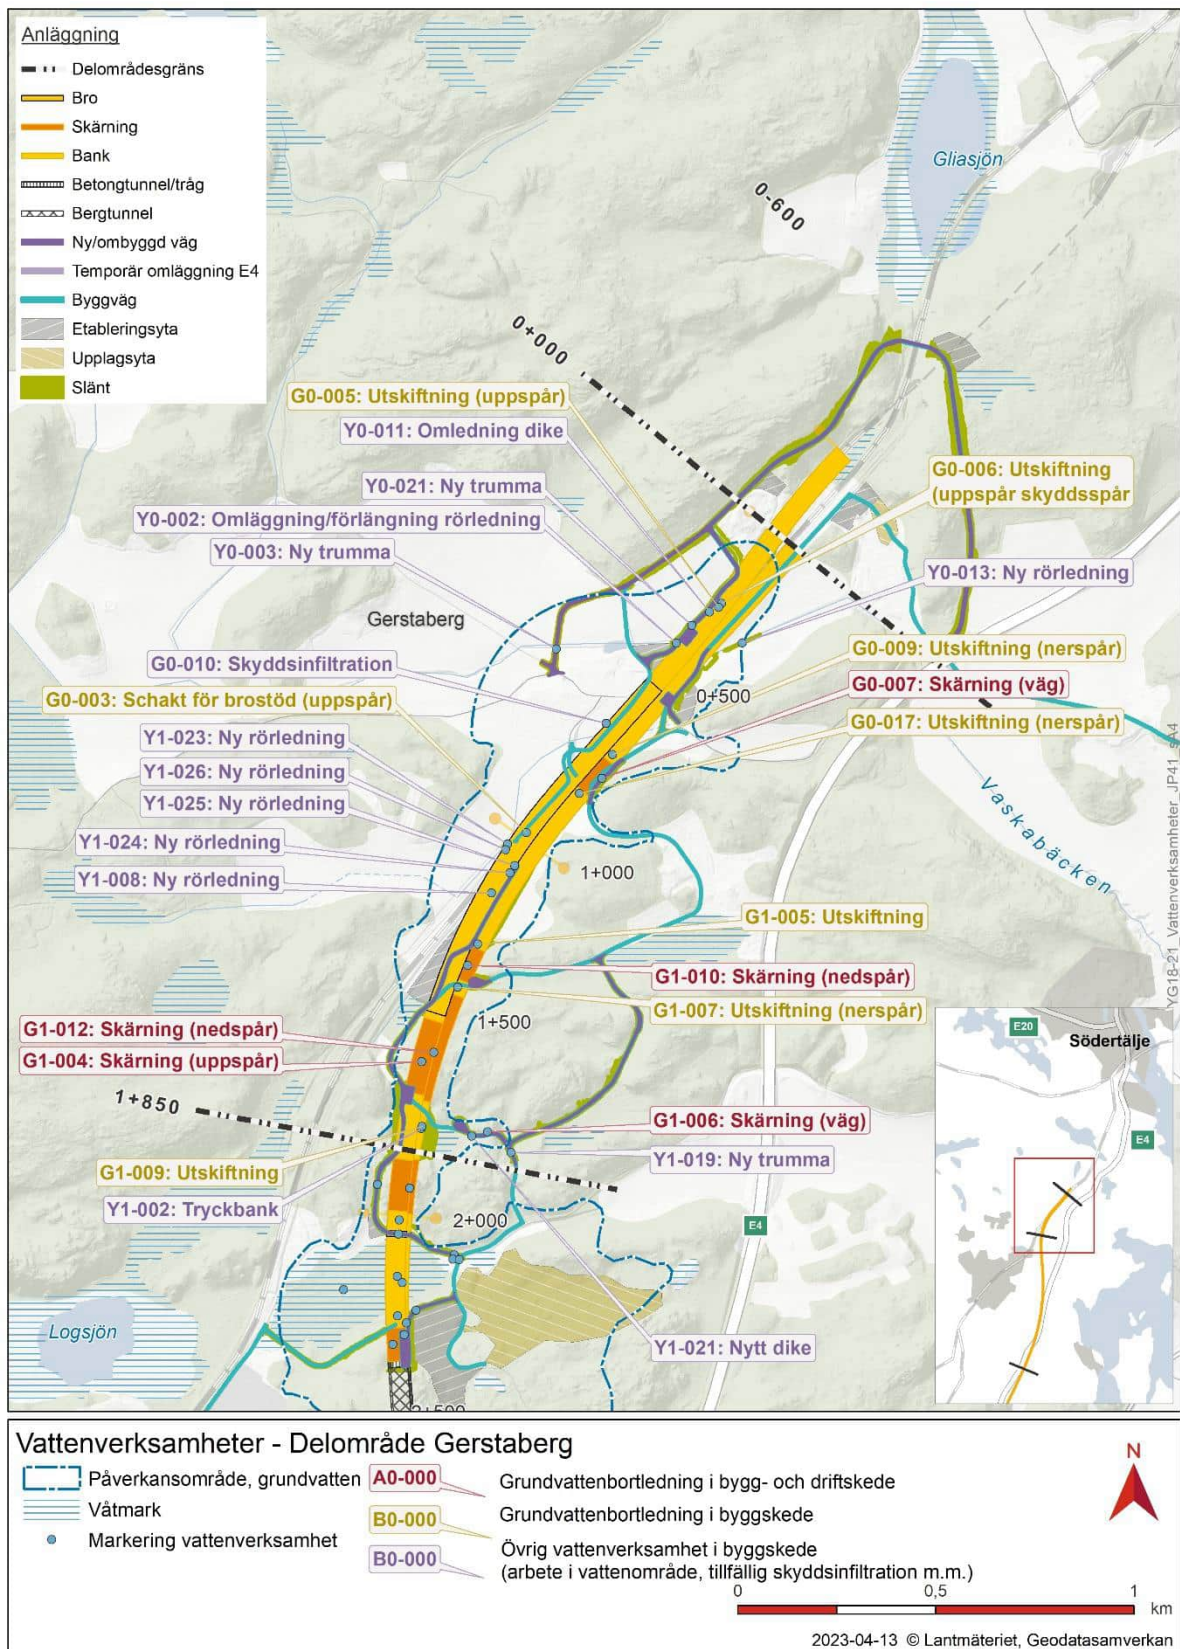 Anläggning
Delområdesgräns
Bro
Skärning
Bank
Betongtunnel/tråg
Bergtunnel
Ny/ombyggd väg
Temporär omläggning E4
Byggväg
Etableringsyta
Upplagsyta
Slänt
Gliasjön
0-600
0+000
G0-005: Utskiftning (uppspår)
Y0-011: Omledning dike
G0-006: Utskiftning
(uppspår skyddsspår
Y0-021: Ny trumma
Y0-002: Omläggning/förlängning rörledning
Y0-003: Ny trumma
Y0-013: Ny rörledning
Gerstaberg
G0-009: Utskiftning (nerspår)
G0-010: Skyddsinfiltration
G0-007: Skärning (väg)
G0-003: Schakt för brostöd (uppspår)
0+500
G0-017: Utskiftning (nerspår)
Y1-023: Ny rörledning
Y1-026: Ny rörledning
Y1-025: Ny rörledning
Vaskabäcken
Y1-024: Ny rörledning
1+000
Y1-008: Ny rörledning
G1-005: Utskiftning
G1-010: Skärning (nedspår)
G1-007: Utskiftning (nerspår)
1+500
G1-012: Skärning (nedspår)
G1-004: Skärning (uppspår)
1+850
G1-006: Skärning (väg)
Y1-019: Ny trumma
G1-009: Utskiftning
Y1-002: Tryckbank
2+000
E4
Logsjön
Y1-021: Nytt dike
2+500
E20
Södertälje
E4
YG18-21_Vattenverksamheter_JP41_sA4
Vattenverksamheter - Delområde Gerstaberg
Påverkansområde, grundvatten
Våtmark
Markering vattenverksamhet
A0-000
Grundvattenbortledning i bygg- och driftskede
B0-000
Grundvattenbortledning i byggskede
B0-000
Övrig vattenverksamhet i byggskede
(arbete i vattenområde, tillfällig skyddsinfiltration m.m.)
N
0 0,5 1
km
2023-04-13 © Lantmäteriet, Geodatasamverkan